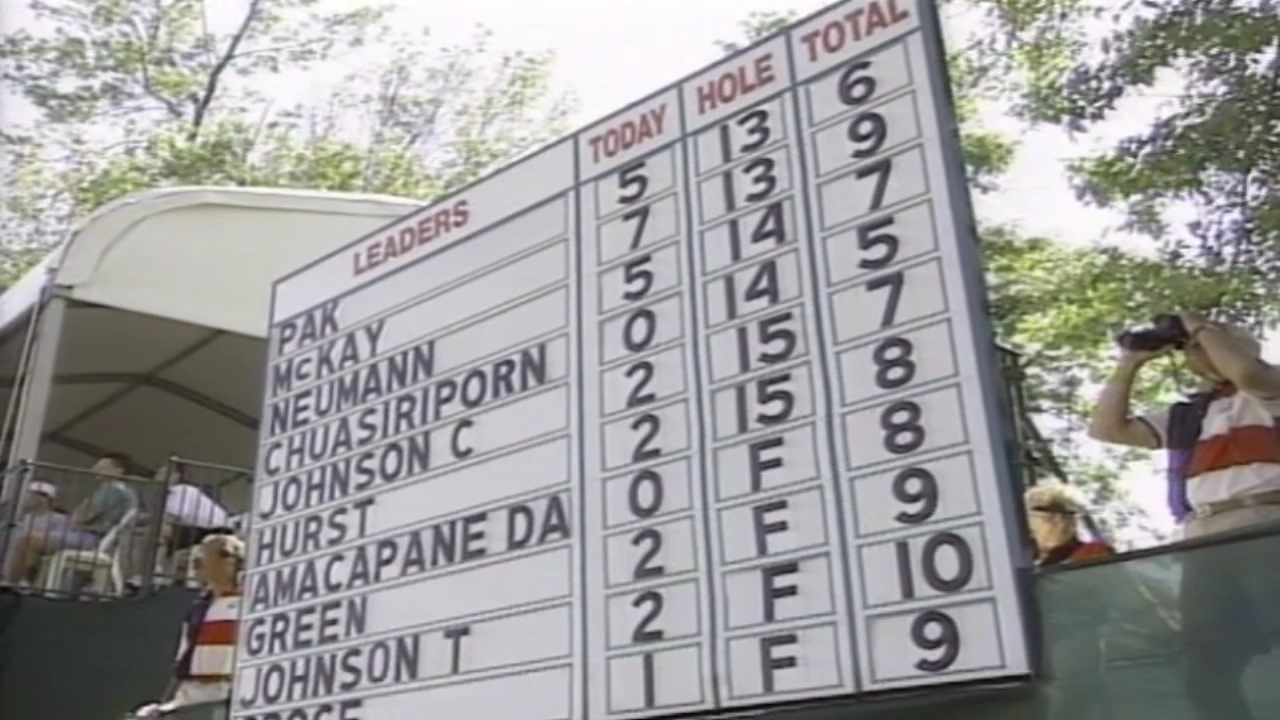 LEADERS TODAY HOLE TOTAL
PAK 5 13 6
McKAY 7 13 9
NEUMANN 5 14 7
CHUASIRIPORN 0 14 5
JOHNSON C 2 15 7
HURST 2 15 8
AMACAPANE DA 0 F 8
GREEN 2 F 9
JOHNSON T 2 F 10
1 F 9